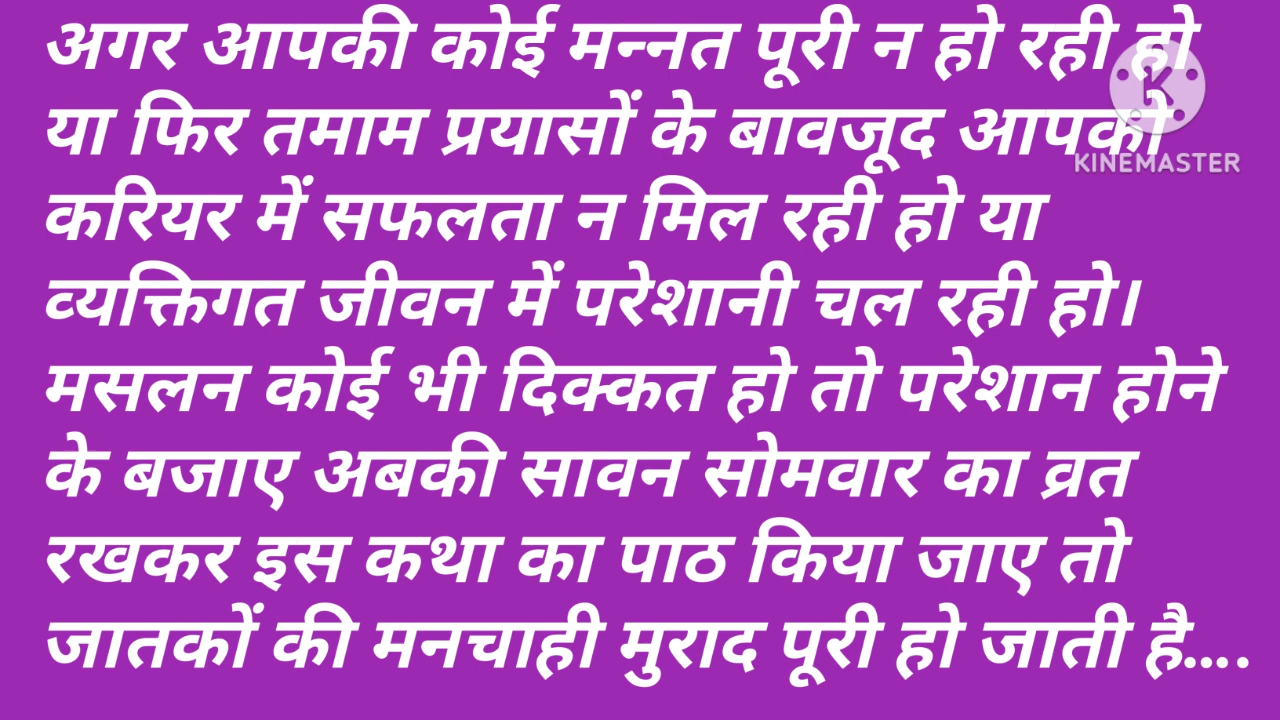 अगर आपकी कोई मन्नत पूरी न हो रही हो
या फिर तमाम प्रयासों के बावजूद आपको
KINEMASTER
करियर में सफलता न मिल रही हो या
व्यक्तिगत जीवन में परेशानी चल रही हो।
मसलन कोई भी दिक्कत हो तो परेशान होने
के बजाए अबकी सावन सोमवार का व्रत
रखकर इस कथा का पाठ किया जाए तो
जातकों की मनचाही मुराद पूरी हो जाती है....